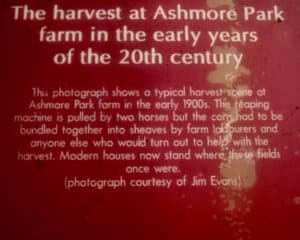 The harvest at Ashmore Park
farm in the early years
of the 20th century
This photograph shows a typical harvest scene at
Ashmore Park farm in the early 1900s. The reaping
machine is pulled by two horses but the corn had to be
bundled together into sheaves by farm labourers and
anyone else who would turn out to help with the
harvest. Modern houses now stand where those fields
once were.
(photograph courtesy of Jim Evans)